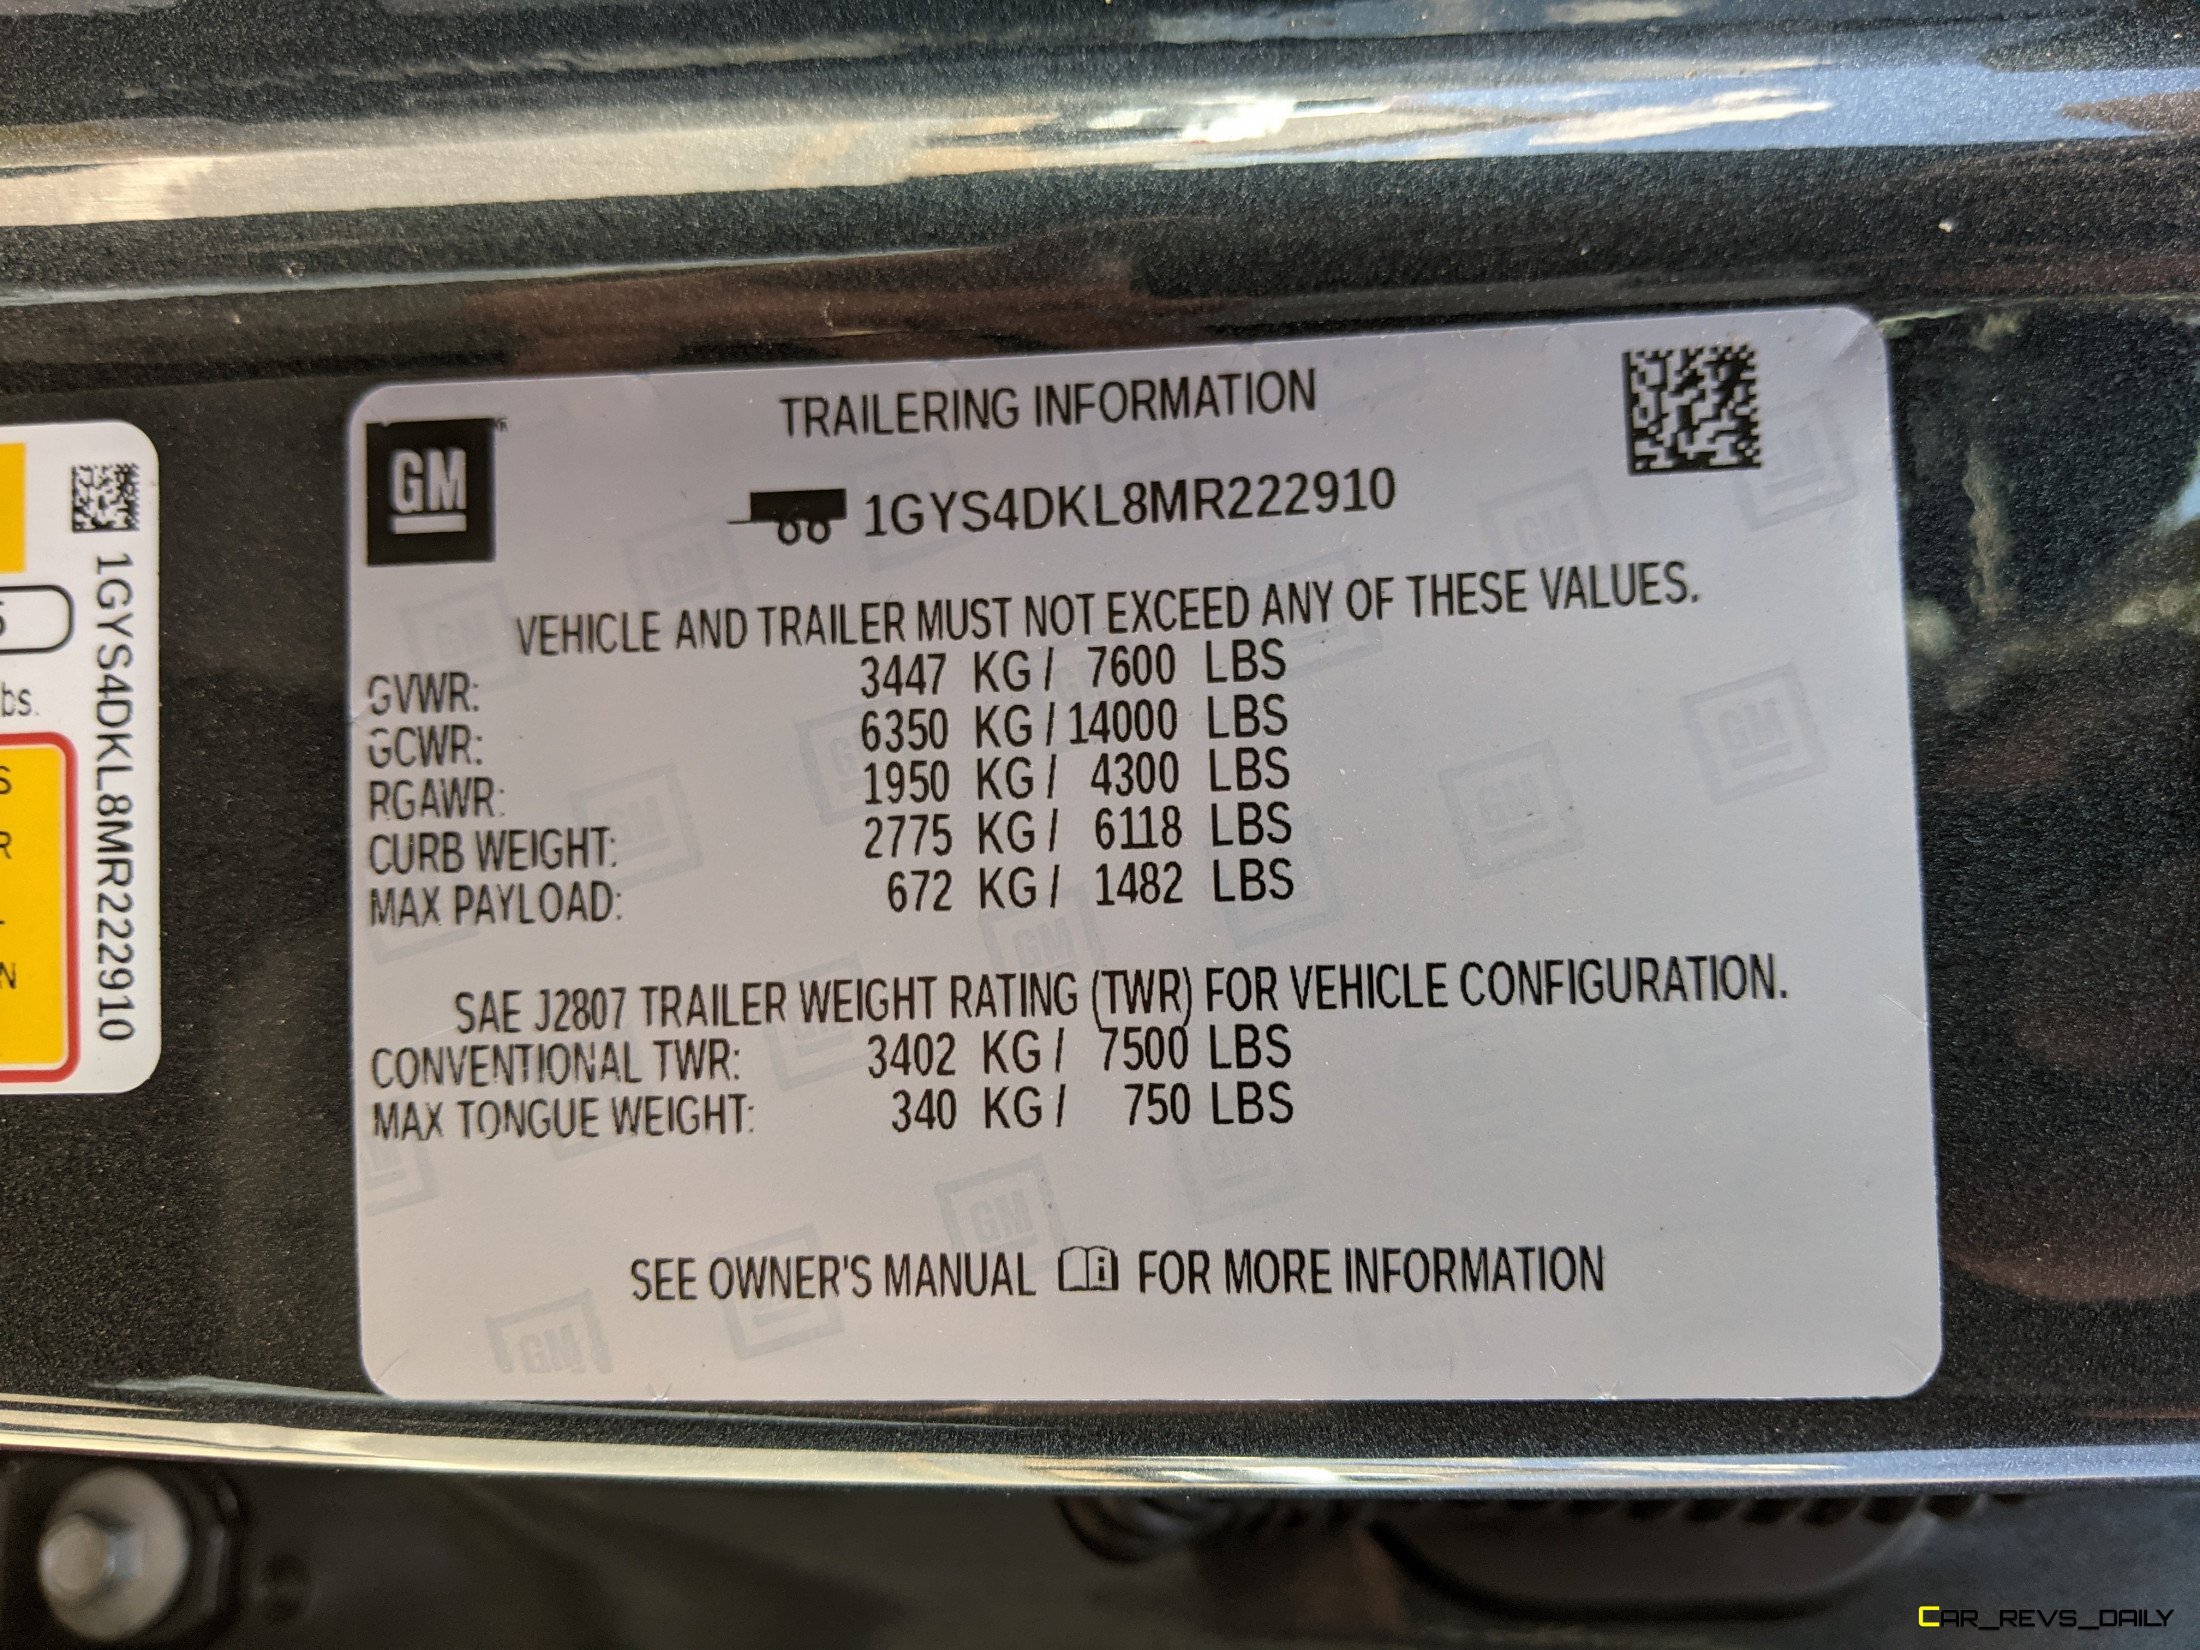 TRAILERING INFORMATION
GM
1GYS4DKL8MR222910
VEHICLE AND TRAILER MUST NOT EXCEED ANY OF THESE VALUES.
GVWR: 3447 KG / 7600 LBS
GCWR: 6350 KG / 14000 LBS
RGAWR: 1950 KG / 4300 LBS
CURB WEIGHT: 2775 KG / 6118 LBS
MAX PAYLOAD: 672 KG / 1482 LBS
SAE J2807 TRAILER WEIGHT RATING (TWR) FOR VEHICLE CONFIGURATION.
CONVENTIONAL TWR: 3402 KG / 7500 LBS
MAX TONGUE WEIGHT: 340 KG / 750 LBS
SEE OWNER'S MANUAL FOR MORE INFORMATION
1GYS4DKL8MR222910
CAR_REVS_DAILY